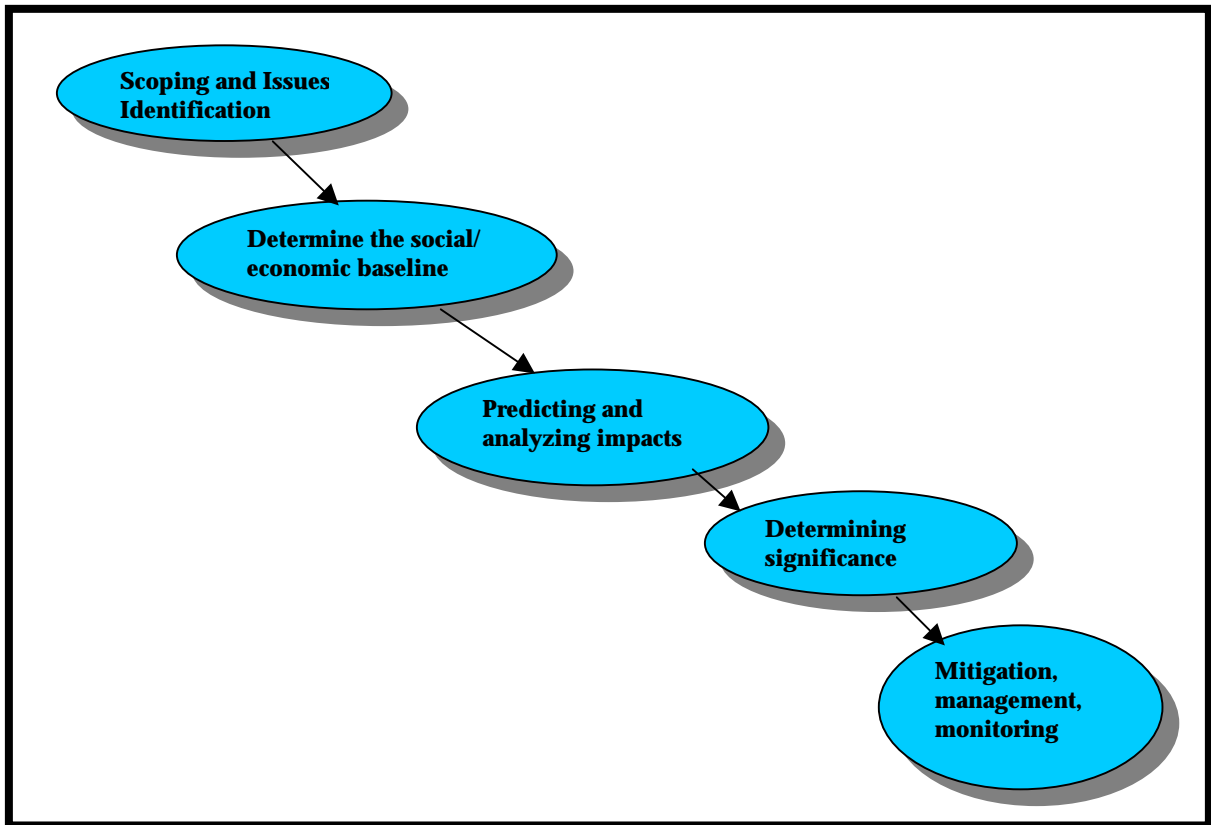 Scoping and Issues
Identification
Determine the social/
economic baseline
Predicting and
analyzing impacts
Determining
significance
Mitigation,
management,
monitoring